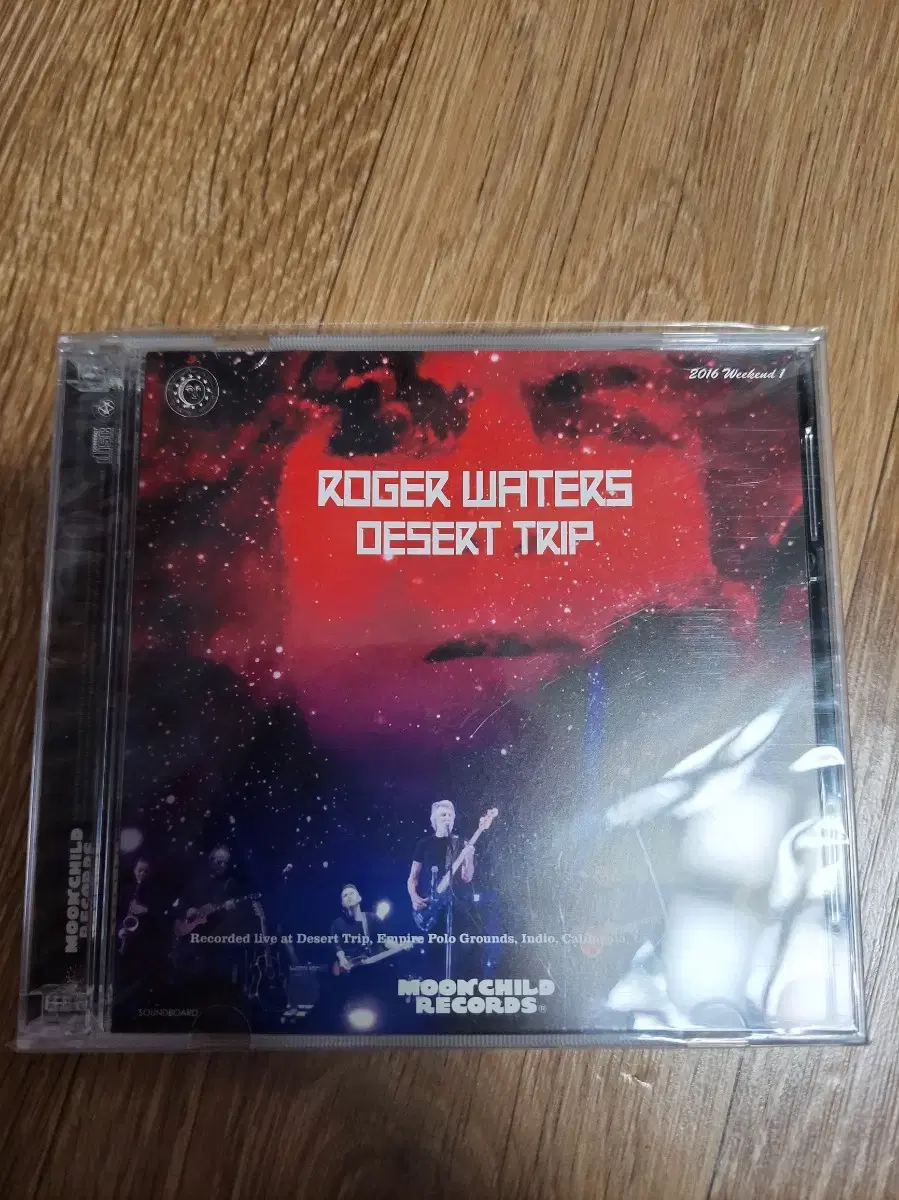 2016 Weekend 1
ROGER WATERS
DESERT TRIP
Recorded live at Desert Trip, Empire Polo Grounds, Indio, California,
MOONCHILD
RECORDS®
SOUNDBOARD
MOONCHILD
RECORDS